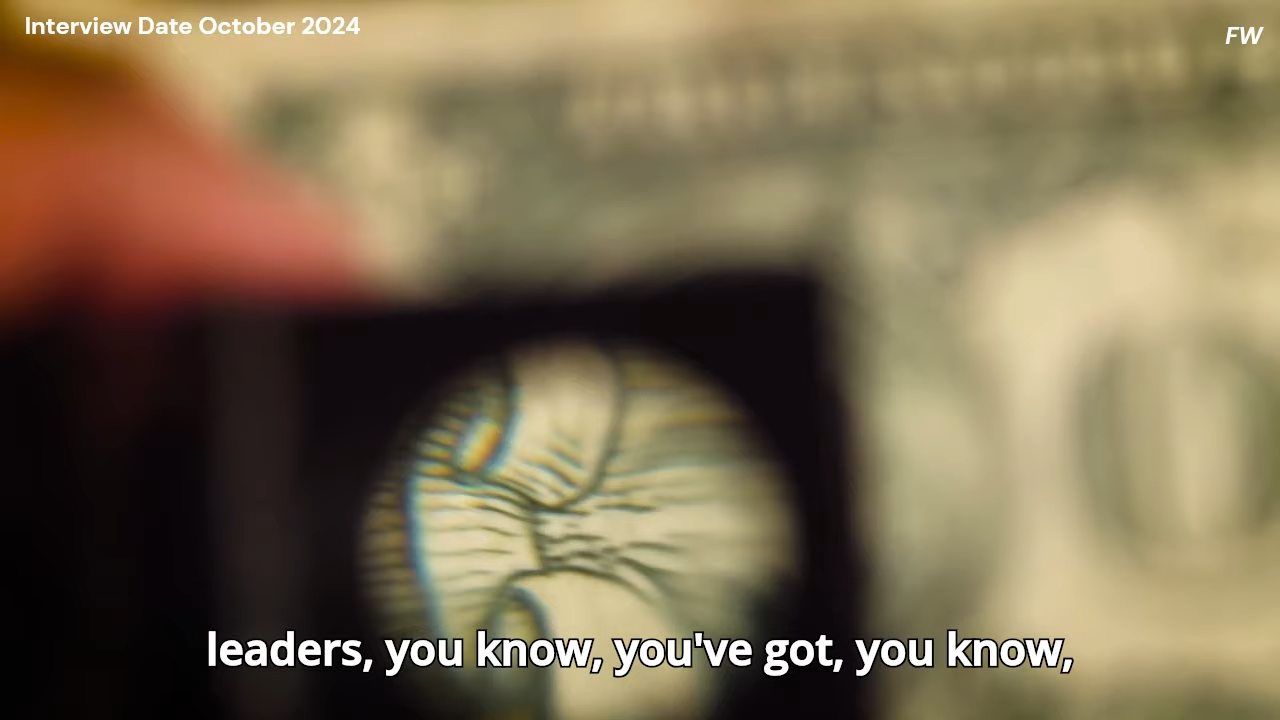 Interview Date October 2024
FW
leaders, you know, you've got, you know,